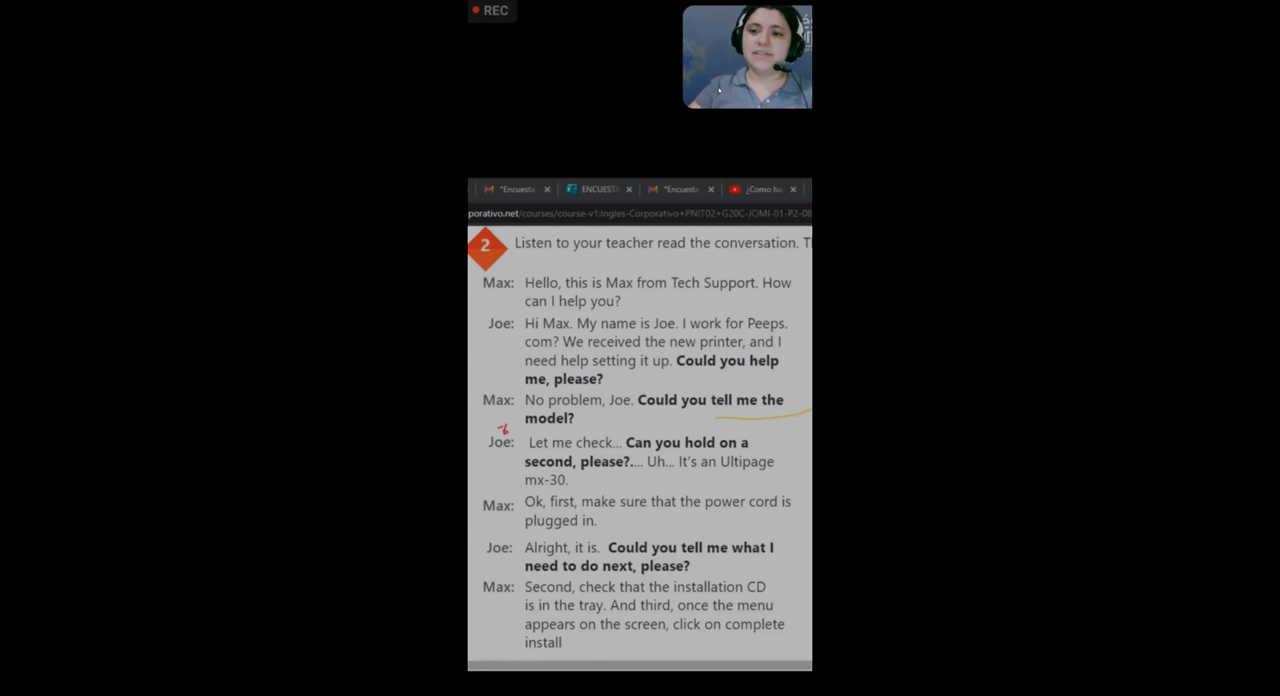 REC
*Encuesta
ENCUEST
*Encuesta
¿Como ha
porativo.net/courses/course-v1:Ingles-Corporativo+PNIT02+G20C-JOMI-01-P2-08
2
Listen to your teacher read the conversation. T
Max: Hello, this is Max from Tech Support. How
can I help you?
Joe: Hi Max. My name is Joe. I work for Peeps.
com? We received the new printer, and I
need help setting it up. Could you help
me, please?
Max: No problem, Joe. Could you tell me the
model?
Joe: Let me check... Can you hold on a
second, please?.... Uh... It's an Ultipage
mx-30.
Max: Ok, first, make sure that the power cord is
plugged in.
Joe: Alright, it is. Could you tell me what I
need to do next, please?
Max: Second, check that the installation CD
is in the tray. And third, once the menu
appears on the screen, click on complete
install